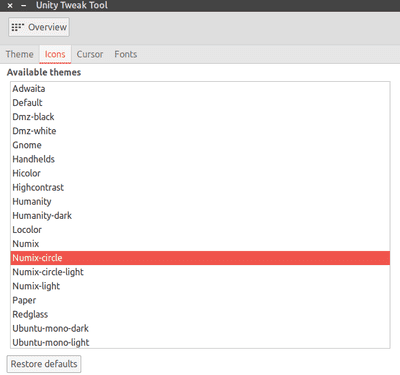 Unity Tweak Tool
Overview
Theme Icons Cursor Fonts
Available themes
Adwaita
Default
Dmz-black
Dmz-white
Gnome
Handhelds
Hicolor
Highcontrast
Humanity
Humanity-dark
Locolor
Numix
Numix-circle
Numix-circle-light
Numix-light
Paper
Redglass
Ubuntu-mono-dark
Ubuntu-mono-light
Restore defaults